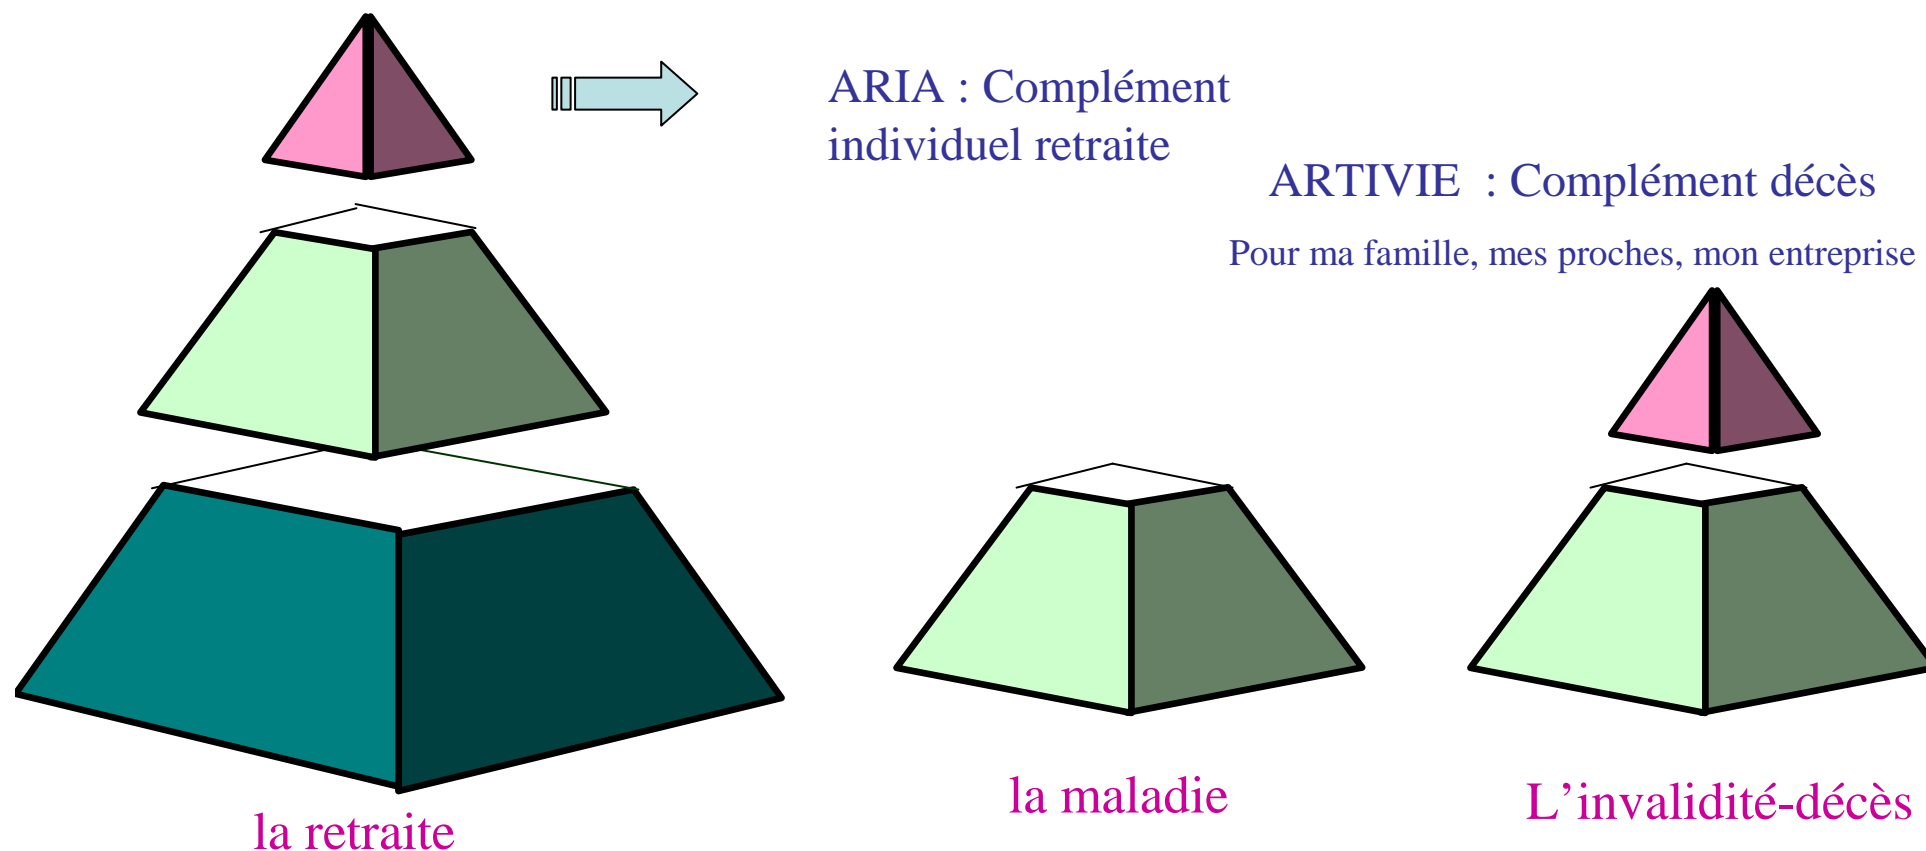 ARIA : Complément
individuel retraite
ARTIVIE : Complément décès
Pour ma famille, mes proches, mon entreprise
la retraite
la maladie
L’invalidité-décès